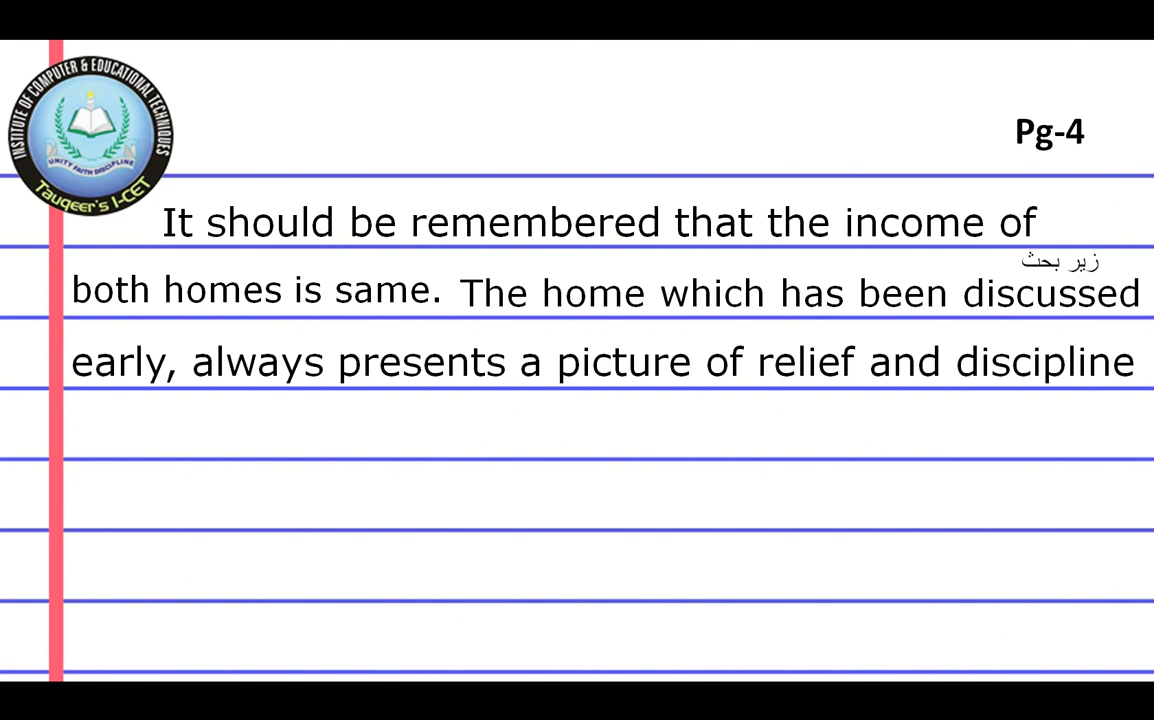 INSTITUTE OF COMPUTER & EDUCATIONAL TECHNIQUES
UNITY FAITH DISCIPLINE
Tauqeer's I-CET
Pg-4
It should be remembered that the income of
زیر بحث
both homes is same. The home which has been discussed
early, always presents a picture of relief and discipline